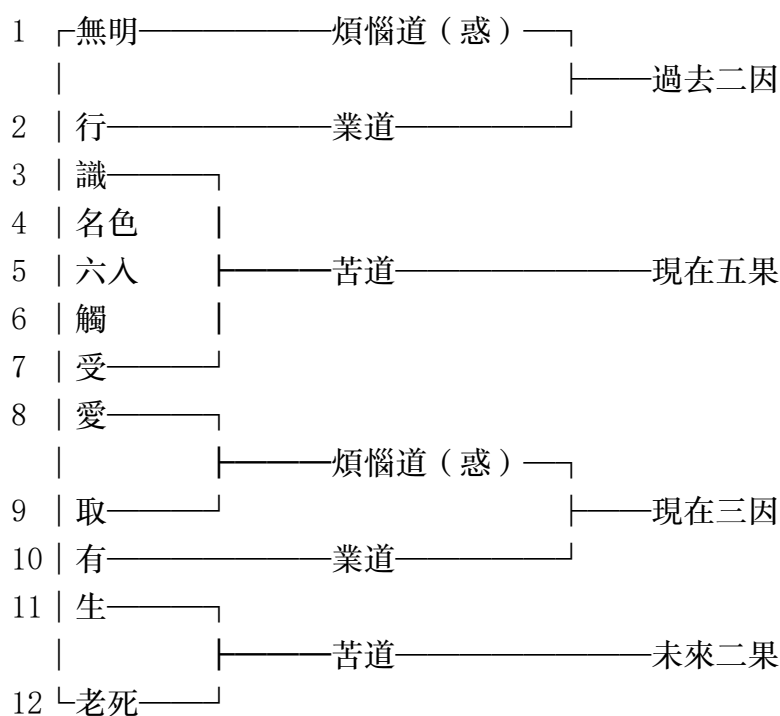 1 無明 煩惱道（惑）
過去二因
2 行 業道
3 識
4 名色
5 六入 苦道 現在五果
6 觸
7 受
8 愛
煩惱道（惑）
9 取 現在三因
10 有 業道
11 生
苦道 未來二果
12 老死